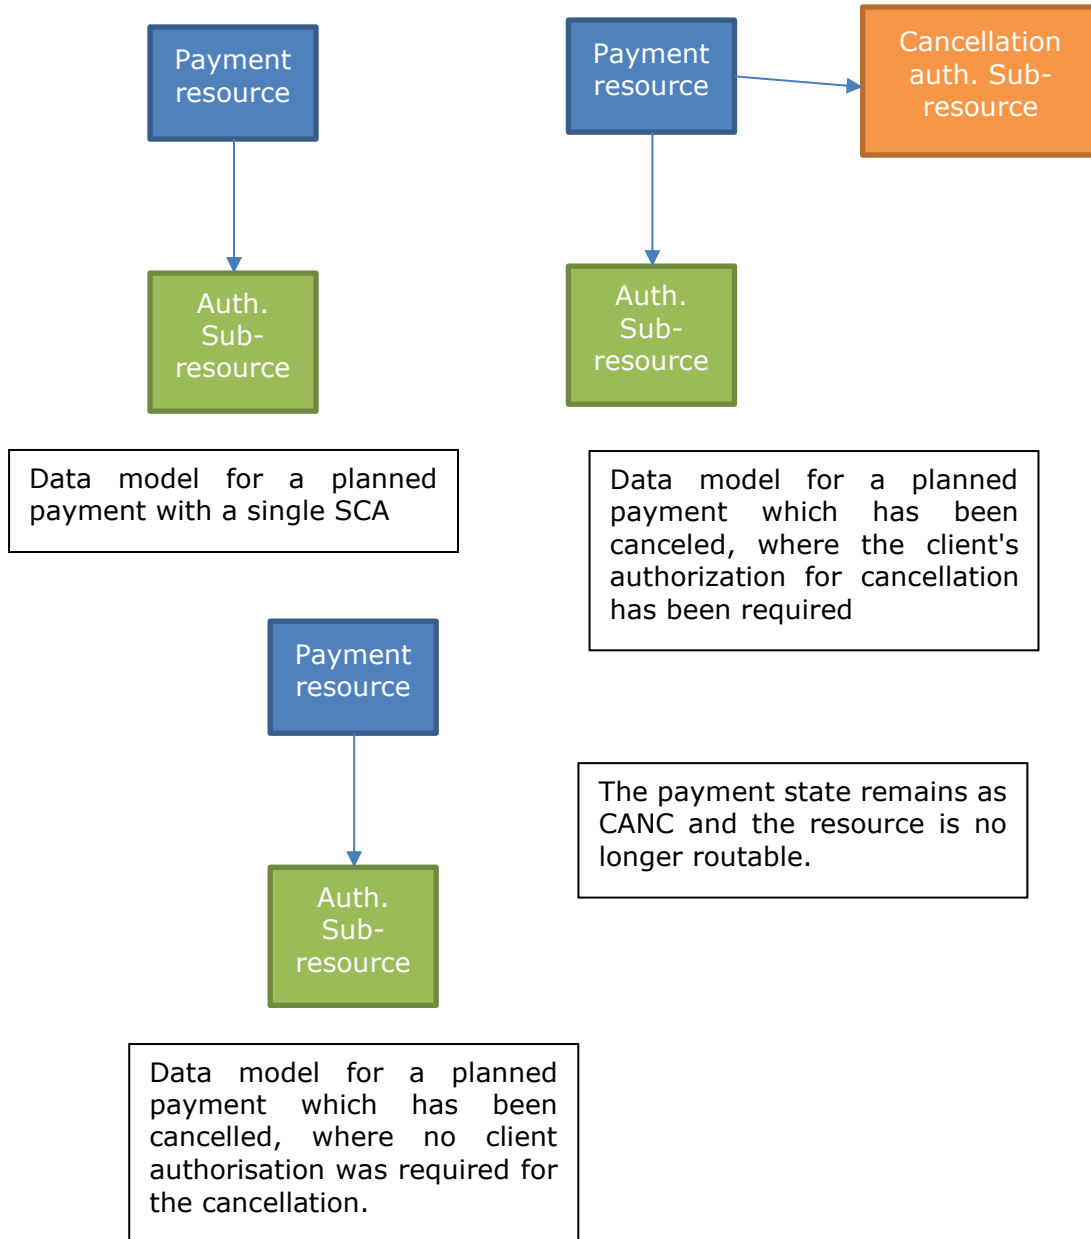 Payment
resource
Auth.
Sub-
resource
Data model for a planned
payment with a single SCA
Payment
resource
Cancellation
auth. Sub-
resource
Auth.
Sub-
resource
Data model for a planned
payment which has been
canceled, where the client's
authorization for cancellation
has been required
Payment
resource
Auth.
Sub-
resource
The payment state remains as
CANC and the resource is no
longer routable.
Data model for a planned
payment which has been
cancelled, where no client
authorisation was required for
the cancellation.